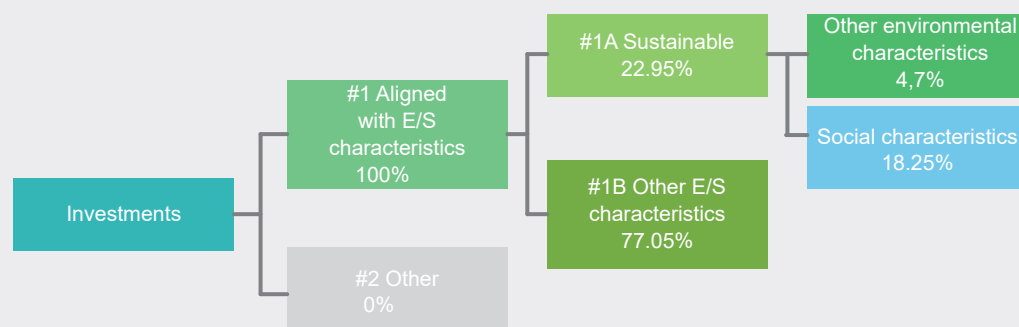 Investments
#1 Aligned
with E/S
characteristics
100%
#2 Other
0%
#1A Sustainable
22.95%
#1B Other E/S
characteristics
77.05%
Other environmental
characteristics
4,7%
Social characteristics
18.25%